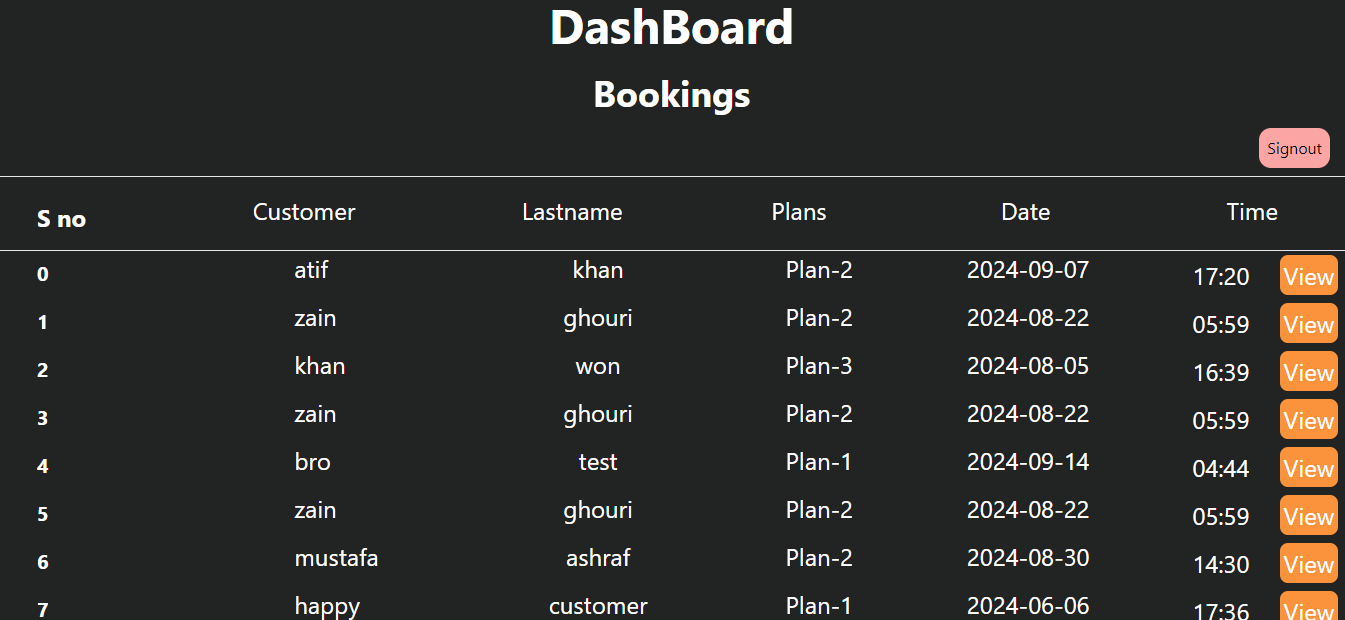 DashBoard
Bookings
Signout
S no Customer Lastname Plans Date Time
0 atif khan Plan-2 2024-09-07 17:20 View
1 zain ghouri Plan-2 2024-08-22 05:59 View
2 khan won Plan-3 2024-08-05 16:39 View
3 zain ghouri Plan-2 2024-08-22 05:59 View
4 bro test Plan-1 2024-09-14 04:44 View
5 zain ghouri Plan-2 2024-08-22 05:59 View
6 mustafa ashraf Plan-2 2024-08-30 14:30 View
7 happy customer Plan-1 2024-06-06 17:36 View